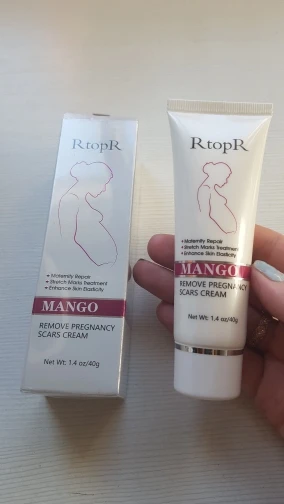 RtopR
+ Maternity Repair
+ Stretch Marks Treatment
+ Enhance Skin Elasticity
MANGO
REMOVE PREGNANCY
SCARS CREAM
Net Wt: 1.4 oz/40g
RtopR
+ Maternity Repair
+ Stretch Marks Treatment
+ Enhance Skin Elasticity
MANGO
REMOVE PREGNANCY
SCARS CREAM
Net Wt: 1.4 oz/40g